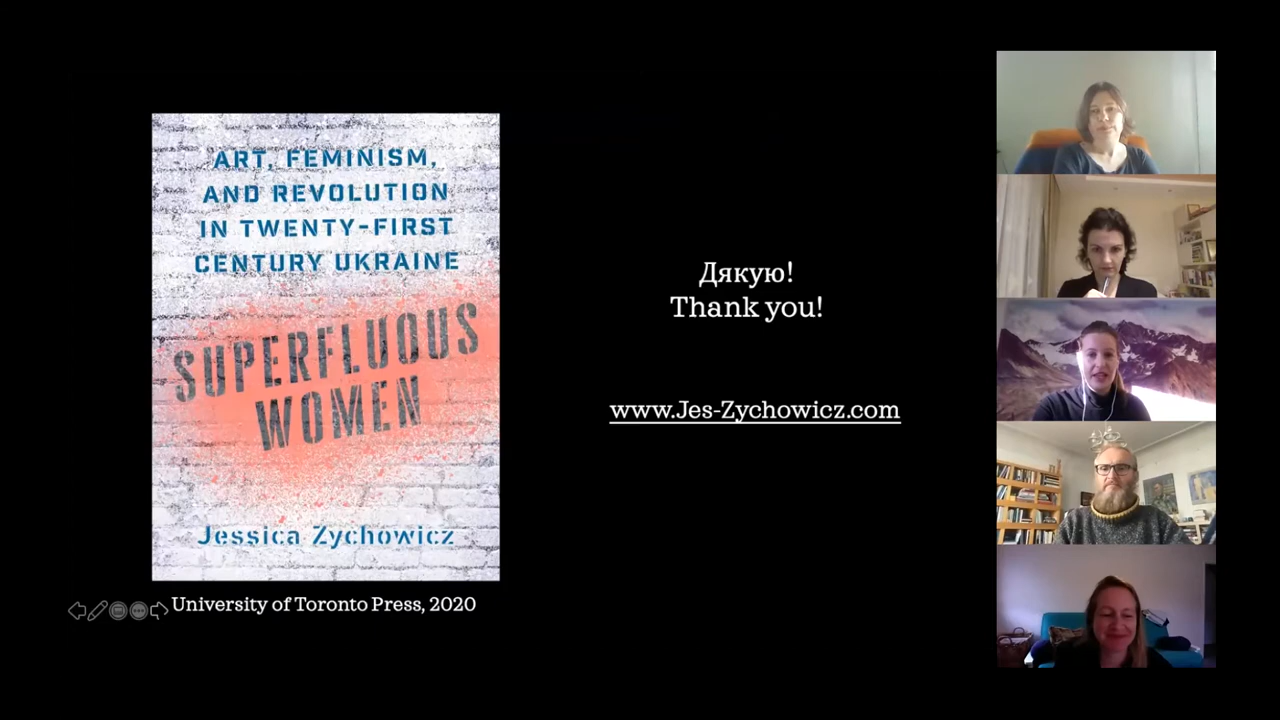 ART, FEMINISM,
AND REVOLUTION
IN TWENTY-FIRST
CENTURY UKRAINE
SUPERFLUOUS
WOMEN
Jessica Zychowicz
University of Toronto Press, 2020
Дякую!
Thank you!
www.Jes-Zychowicz.com